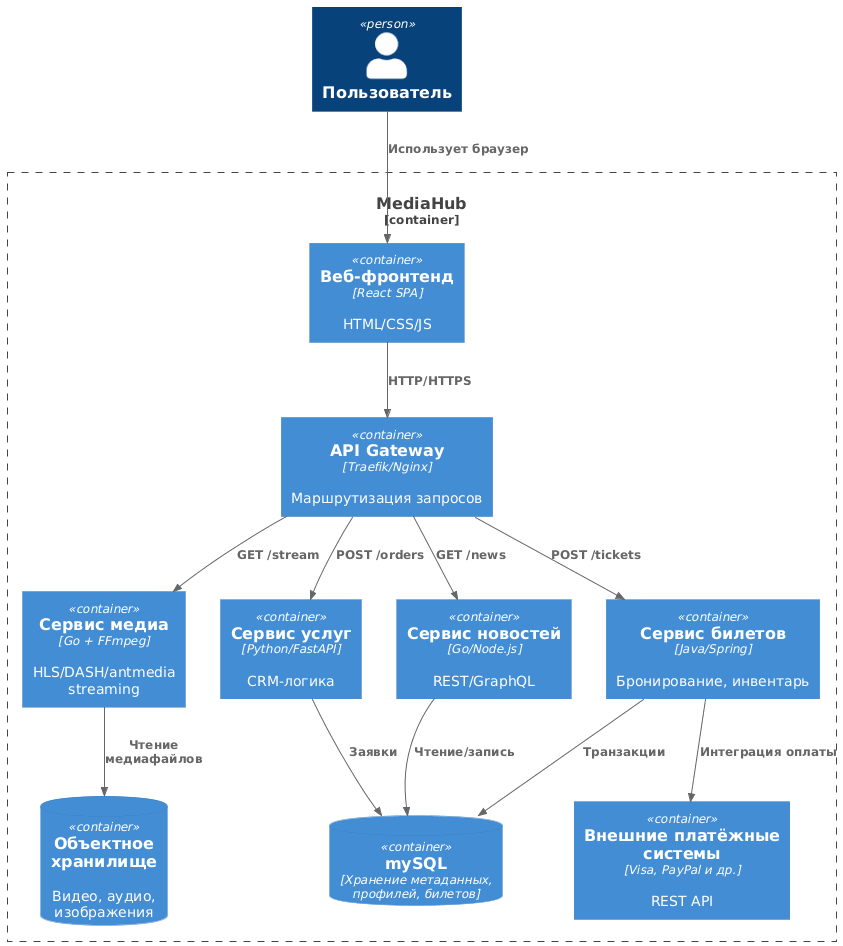 «person»
Пользователь
Использует браузер
MediaHub
[container]
«container»
Веб-фронтенд
[React SPA]
HTML/CSS/JS
HTTP/HTTPS
«container»
API Gateway
[Traefik/Nginx]
Маршрутизация запросов
GET /stream
POST /orders
GET /news
POST /tickets
«container»
Сервис медиа
[Go + FFmpeg]
HLS/DASH/antmedia
streaming
«container»
Сервис услуг
[Python/FastAPI]
CRM-логика
«container»
Сервис новостей
[Go/Node.js]
REST/GraphQL
«container»
Сервис билетов
[Java/Spring]
Бронирование, инвентарь
Чтение
медиафайлов
Заявки
Чтение/запись
Транзакции
Интеграция оплаты
«container»
Объектное
хранилище
Видео, аудио,
изображения
«container»
mySQL
[Хранение метаданных,
профилей, билетов]
«container»
Внешние платёжные
системы
[Visa, PayPal и др.]
REST API